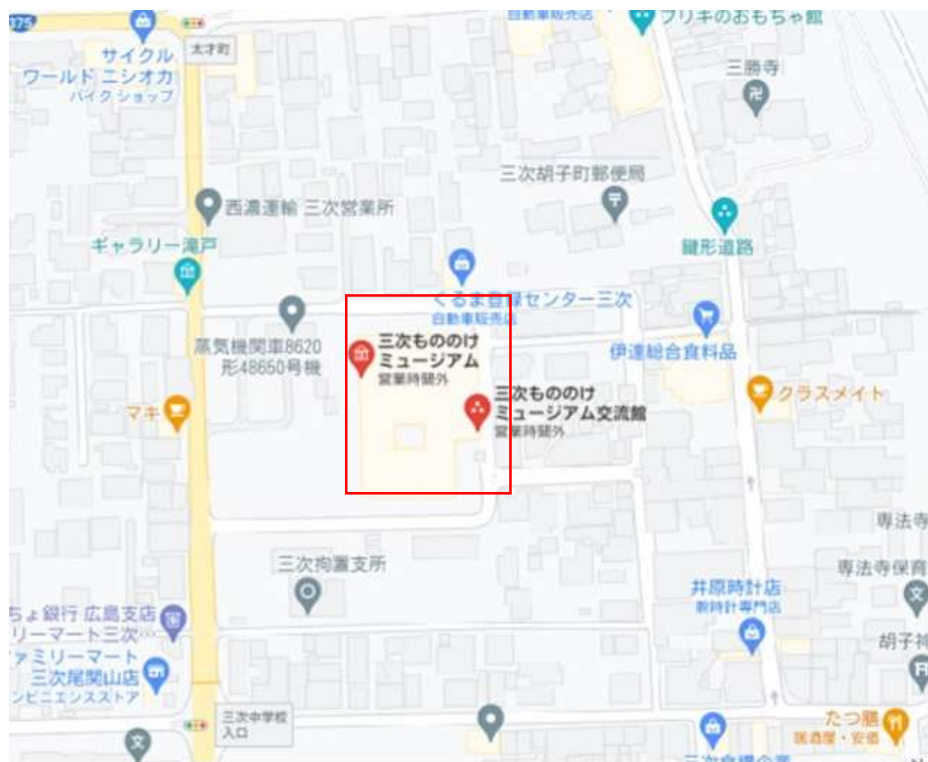 375
サイクル
ワールド ニシオカ
バイク ショップ
太才町
自動車販売店
ブリキのおもちゃ館
三勝寺
三次胡子町郵便局
西濃運輸 三次営業所
鍵形道路
ギャラリー滝戸
くるま登録センター三次
自動車販売店
蒸気機関車8620
形48650号機
三次もののけ
ミュージアム
営業時間外
伊達総合食料品
三次もののけ
ミュージアム交流館
営業時間外
クラスメイト
マキ
専法寺
三次拘置支所
専法寺保育
井原時計店
腕時計専門店
ちょ銀行 広島支店
リーマート三次…
胡子神
ァミリーマート
三次尾関山店
ンビニエンスストア
三次中学校
入口
たつ膳
居酒屋・安価
三次食糧企業